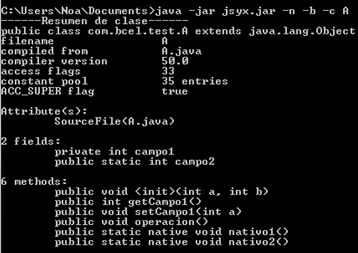 C:\Users\Noa\Documents>java -jar jsyx.jar -n -b -c A
------Resumen de clase------
public class com.bcel.test.A extends java.lang.Object
filename A
compiled from A.java
compiler version 50.0
access flags 33
constant pool 35 entries
ACC_SUPER flag true
Attribute(s):
SourceFile(A.java)
2 fields:
private int campo1
public static int campo2
6 methods:
public void <init>(int a, int b)
public int getCampo1()
public void setCampo1(int a)
public void operacion()
public static native void nativo1()
public static native void nativo2()